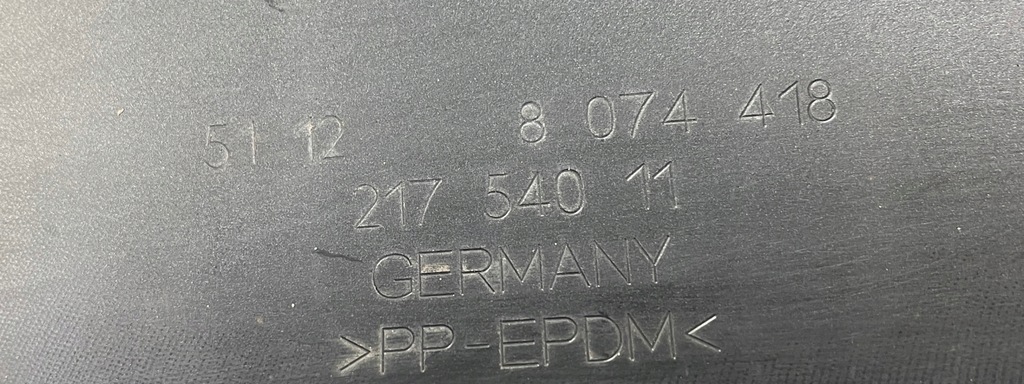 51 12 8 074 418
217 540 11
GERMANY
>PP-EPDM<